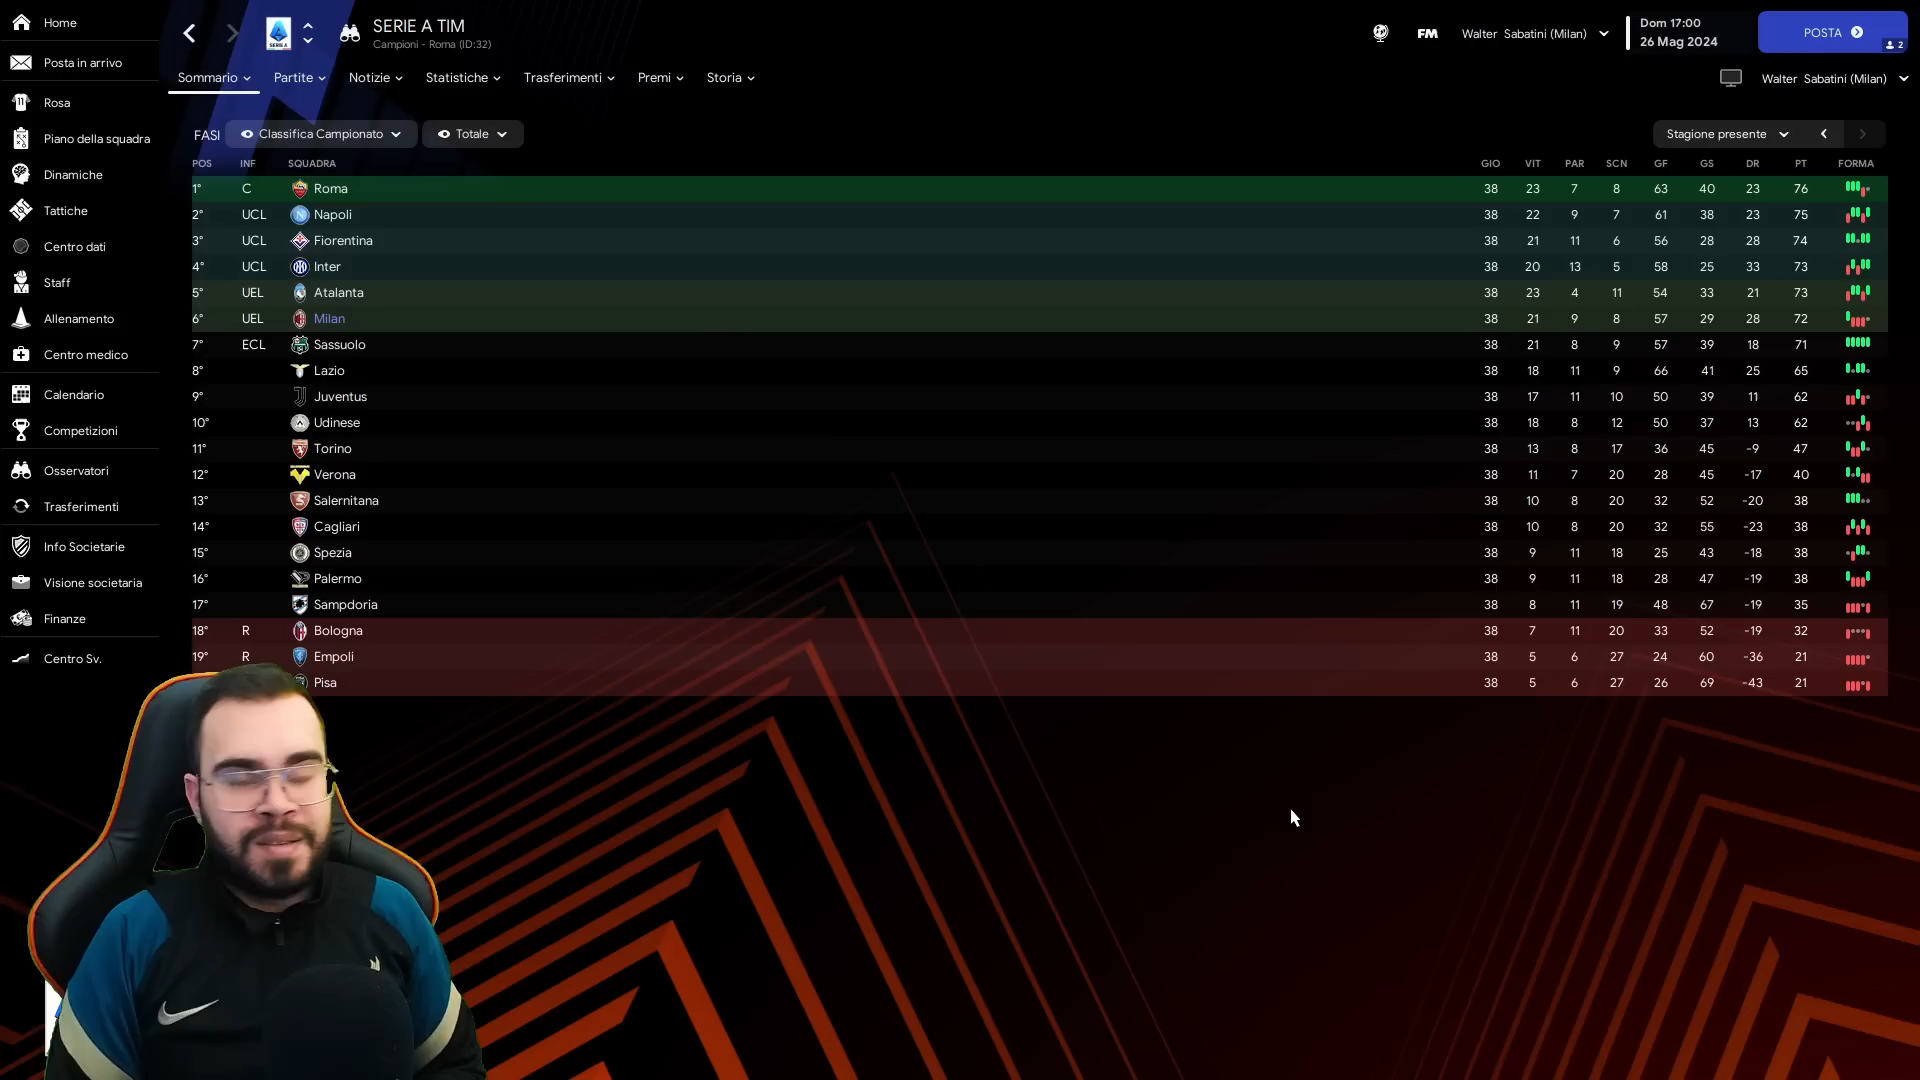 Home
Posta in arrivo
Rosa
Piano della squadra
Dinamiche
Tattiche
Centro dati
Staff
Allenamento
Centro medico
Calendario
Competizioni
Osservatori
Trasferimenti
Info Societarie
Visione societaria
Finanze
Centro Sv.
SERIE A TIM
Campioni - Roma (ID:32)
FM Walter Sabatini (Milan)
Dom 17:00
26 Mag 2024
POSTA
2
Sommario Partite Notizie Statistiche Trasferimenti Premi Storia
Walter Sabatini (Milan)
FASI Classifica Campionato Totale Stagione presente
POS INF SQUADRA GIO VIT PAR SCN GF GS DR PT FORMA
1° C Roma 38 23 7 8 63 40 23 76
2° UCL Napoli 38 22 9 7 61 38 23 75
3° UCL Fiorentina 38 21 11 6 56 28 28 74
4° UCL Inter 38 20 13 5 58 25 33 73
5° UEL Atalanta 38 23 4 11 54 33 21 73
6° UEL Milan 38 21 9 8 57 29 28 72
7° ECL Sassuolo 38 21 8 9 57 39 18 71
8° Lazio 38 18 11 9 66 41 25 65
9° Juventus 38 17 11 10 50 39 11 62
10° Udinese 38 18 8 12 50 37 13 62
11° Torino 38 13 8 17 36 45 -9 47
12° Verona 38 11 7 20 28 45 -17 40
13° Salernitana 38 10 8 20 32 52 -20 38
14° Cagliari 38 10 8 20 32 55 -23 38
15° Spezia 38 9 11 18 25 43 -18 38
16° Palermo 38 9 11 18 28 47 -19 38
17° Sampdoria 38 8 11 19 48 67 -19 35
18° R Bologna 38 7 11 20 33 52 -19 32
19° R Empoli 38 5 6 27 24 60 -36 21
Pisa 38 5 6 27 26 69 -43 21